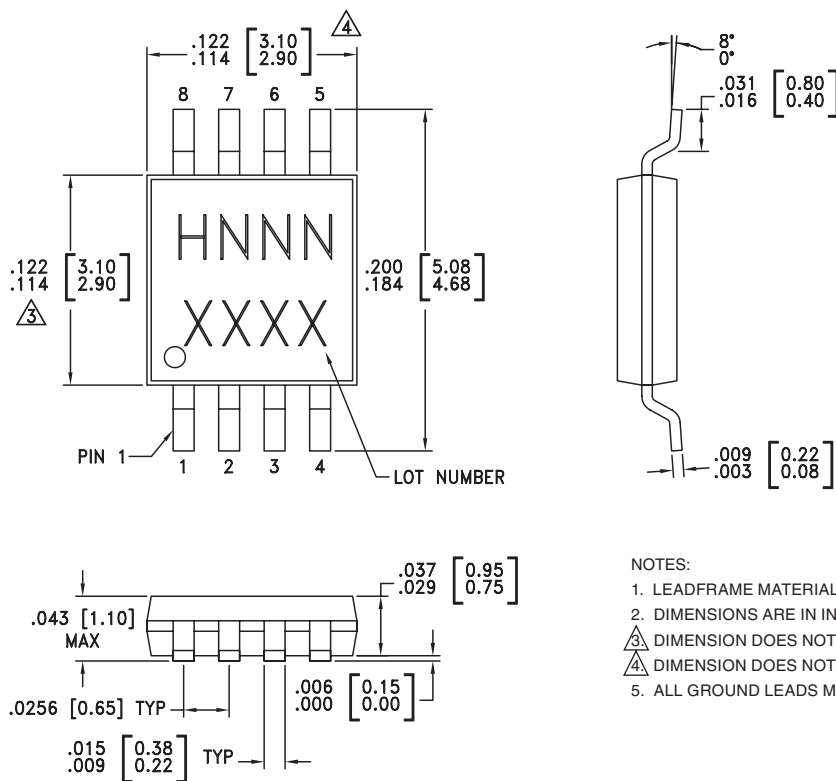 .122 [3.10]
.114 [2.90]
4
8°
0°
.031 [0.80]
.016 [0.40]
8 7 6 5
HNNN
XXXX
.122 [3.10]
.114 [2.90]
3
.200 [5.08]
.184 [4.68]
PIN 1
1 2 3 4
LOT NUMBER
.009 [0.22]
.003 [0.08]
.037 [0.95]
.029 [0.75]
.043 [1.10]
MAX
.006 [0.15]
.000 [0.00]
.0256 [0.65] TYP
.015 [0.38]
.009 [0.22]
TYP
NOTES:
1. LEADFRAME MATERIAL
2. DIMENSIONS ARE IN IN
3. DIMENSION DOES NOT
4. DIMENSION DOES NOT
5. ALL GROUND LEADS M